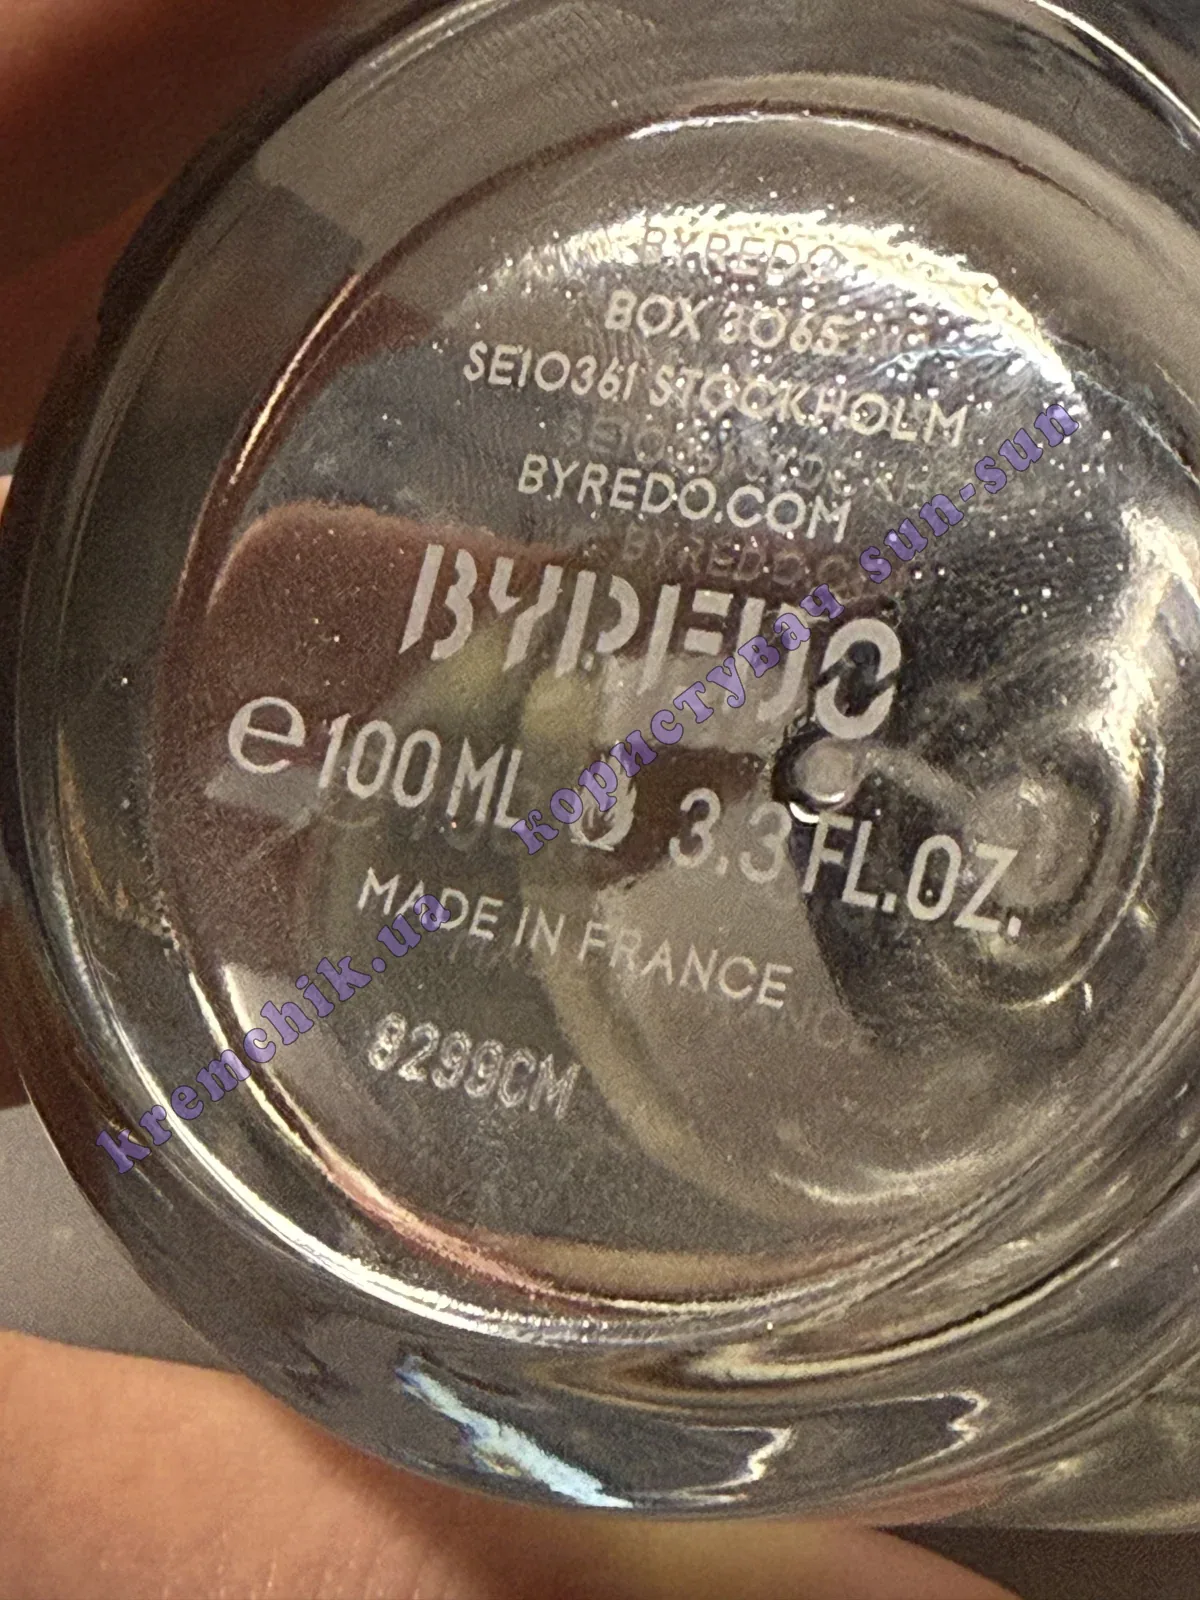 BYREDO
BOX 3065
SE10361 STOCKHOLM
BYREDO.COM
BYREDO
e 100 ML 3.3 FL.OZ.
MADE IN FRANCE
8299CM
kremchik.ua користувач sun-sun